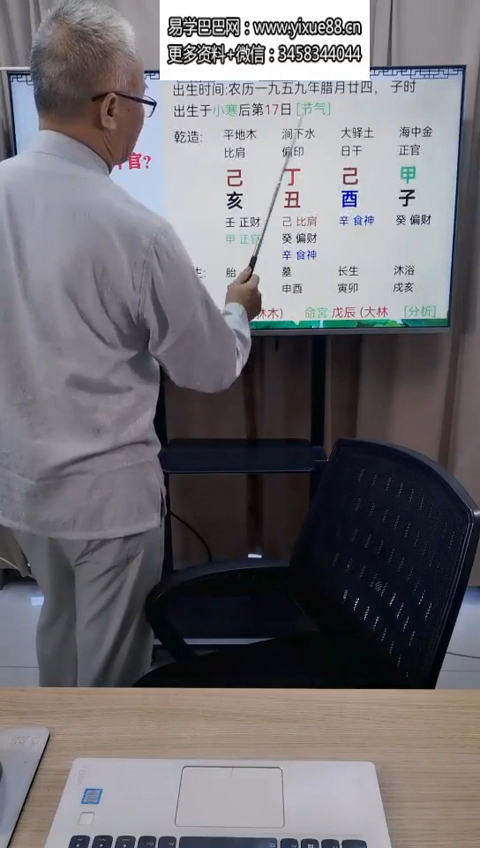 易学巴巴网：www.yixue88.cn
更多资料+微信：3458344044
出生时间:农历一九五九年腊月廿四， 子时
出生于小寒后第17日 [节气]
官?
乾造: 平地木 涧下水 大驿土 海中金
比肩 偏印 日干 正官
己 丁 己 甲
亥 丑 酉 子
壬 正财 己 比肩 辛 食神 癸 偏财
甲 正官 癸 偏财
辛 食神
胎 墓 长生 沐浴
申酉 寅卯 戌亥
林木) 命宫 戊辰 (大林 [分析]